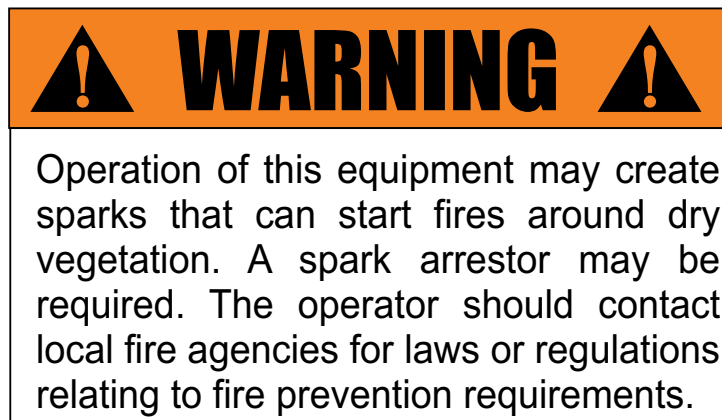 WARNING
Operation of this equipment may create
sparks that can start fires around dry
vegetation. A spark arrestor may be
required. The operator should contact
local fire agencies for laws or regulations
relating to fire prevention requirements.